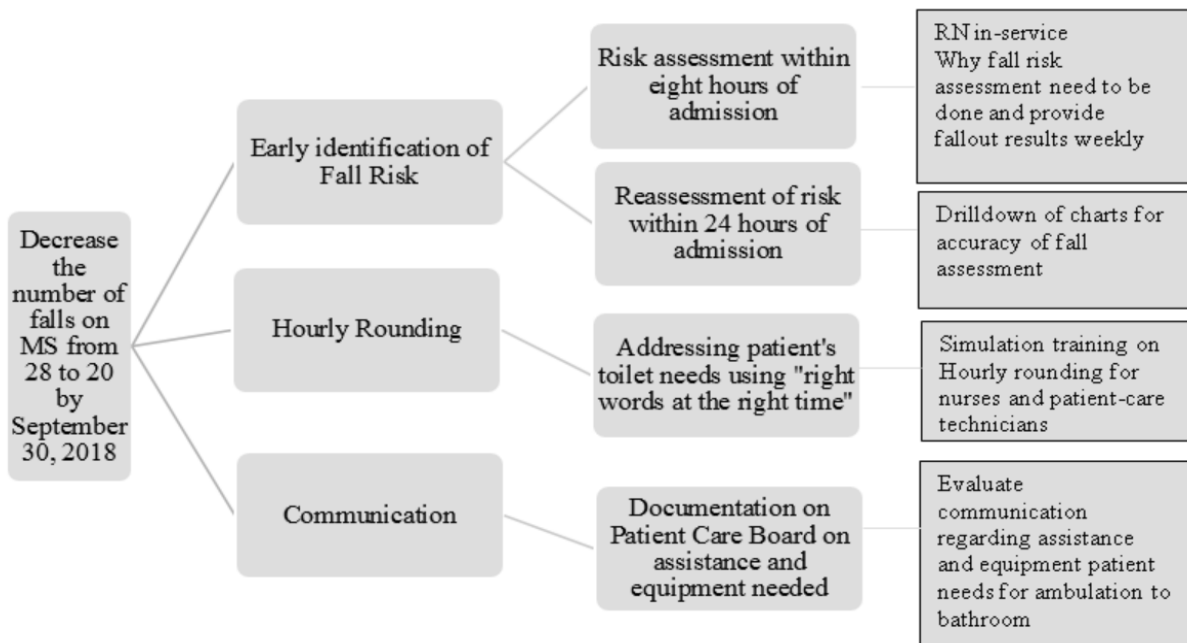 Decrease
the
number of
falls on
MS from
28 to 20
by
September
30, 2018
Early identification of
Fall Risk
Hourly Rounding
Communication
Risk assessment within
eight hours of
admission
Reassessment of risk
within 24 hours of
admission
Addressing patient's
toilet needs using "right
words at the right time"
Documentation on
Patient Care Board on
assistance and
equipment needed
RN in-service
Why fall risk
assessment need to be
done and provide
fallout results weekly
Drilldown of charts for
accuracy of fall
assessment
Simulation training on
Hourly rounding for
nurses and patient-care
technicians
Evaluate
communication
regarding assistance
and equipment patient
needs for ambulation to
bathroom